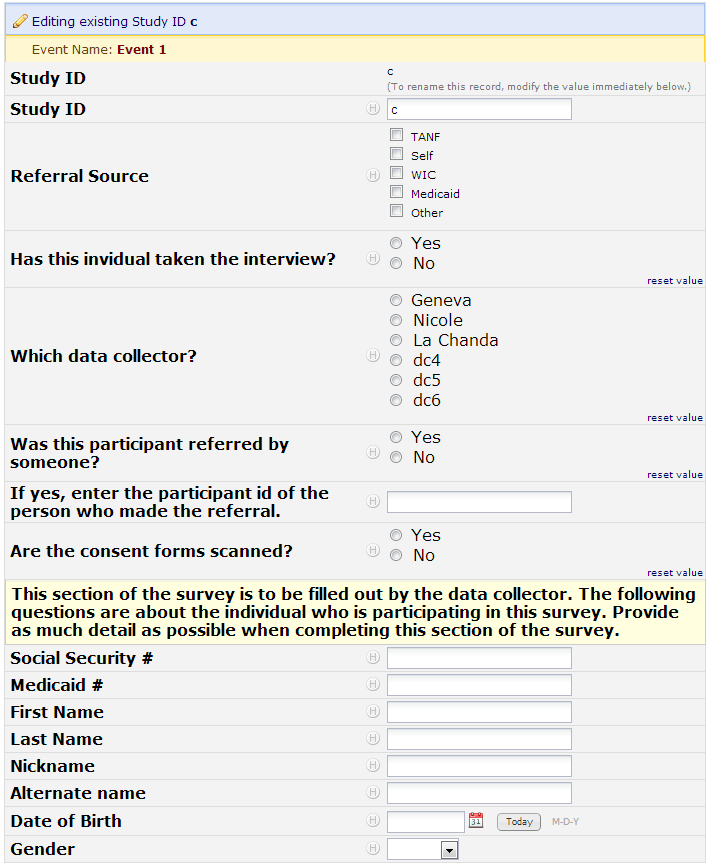 Editing existing Study ID c
Event Name: Event 1
Study ID
c
(To rename this record, modify the value immediately below.)
Study ID
H
c
Referral Source
H
TANF
Self
WIC
Medicaid
Other
Has this invidual taken the interview?
H
Yes
No
reset value
Which data collector?
H
Geneva
Nicole
La Chanda
dc4
dc5
dc6
reset value
Was this participant referred by
someone?
H
Yes
No
reset value
If yes, enter the participant id of the
person who made the referral.
H
Are the consent forms scanned?
H
Yes
No
reset value
This section of the survey is to be filled out by the data collector. The following
questions are about the individual who is participating in this survey. Provide
as much detail as possible when completing this section of the survey.
Social Security #
H
Medicaid #
H
First Name
H
Last Name
H
Nickname
H
Alternate name
H
Date of Birth
H
31
Today
M-D-Y
Gender
H